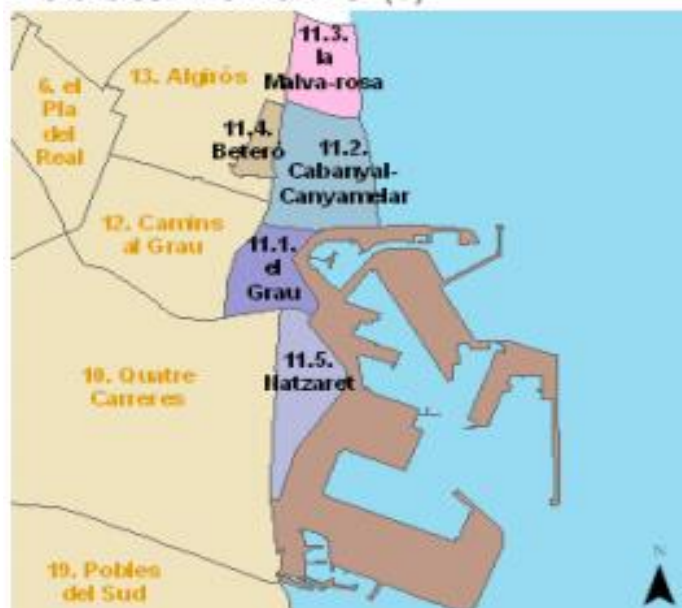 11.3.
la
Malva-rosa
13. Algirós
6. el
Pla
del
Real
11.4.
Beteró
11.2.
Cabanyal-
Canyamelar
12. Camins
al Grau
11.1.
el
Grau
11.5.
Natzaret
10. Quatre
Carreres
19. Pobles
del Sud
N